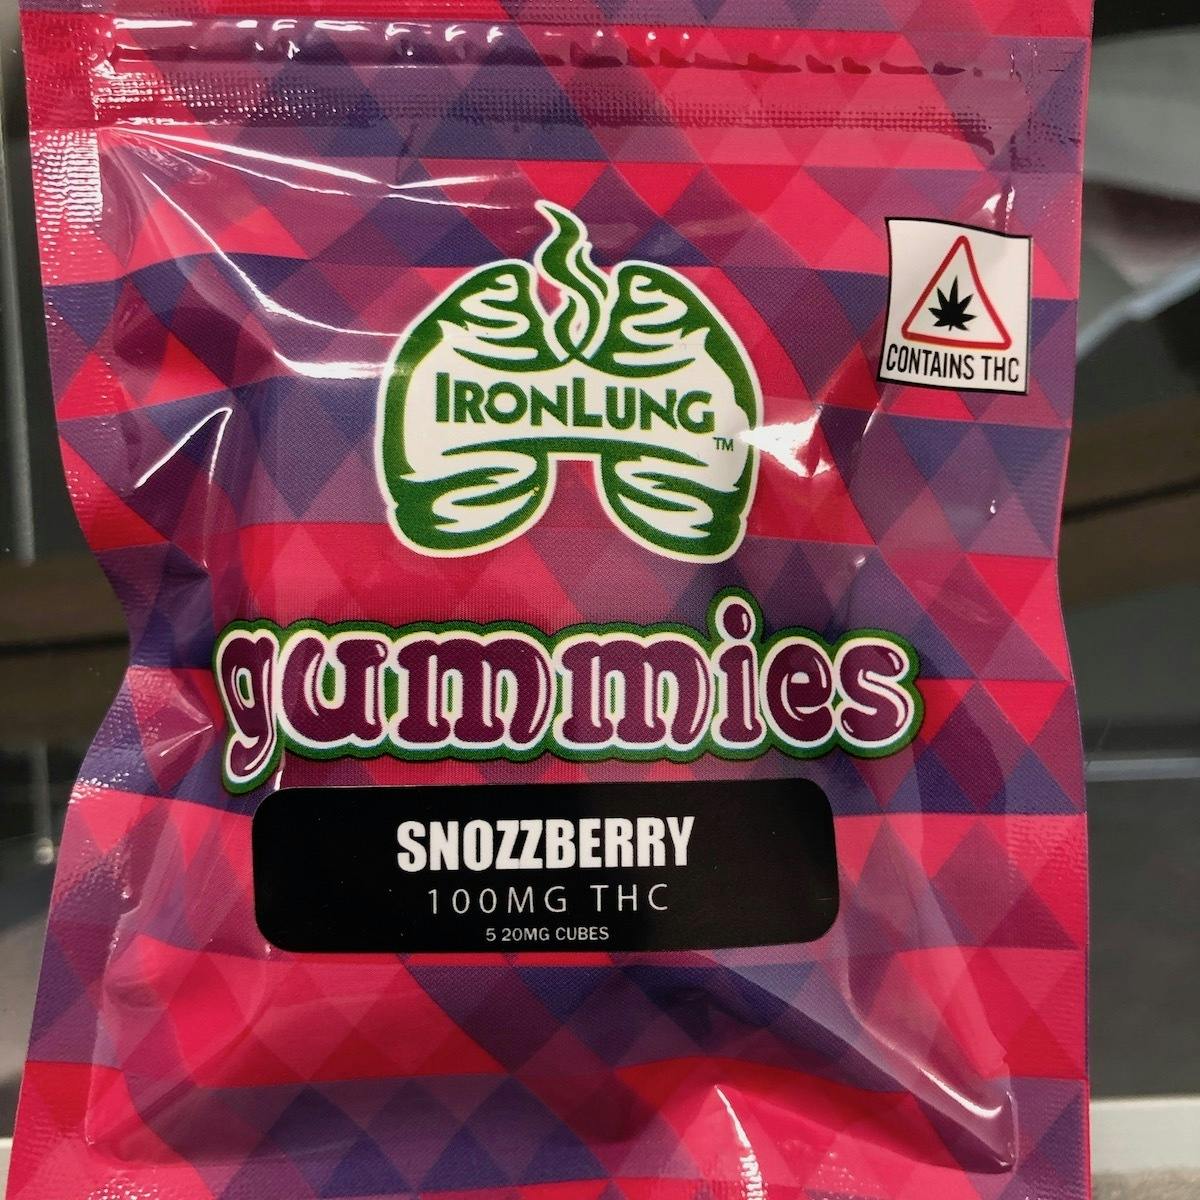 IRONLUNG
TM
CONTAINS THC
gummies
SNOZZBERRY
100MG THC
5 20MG CUBES